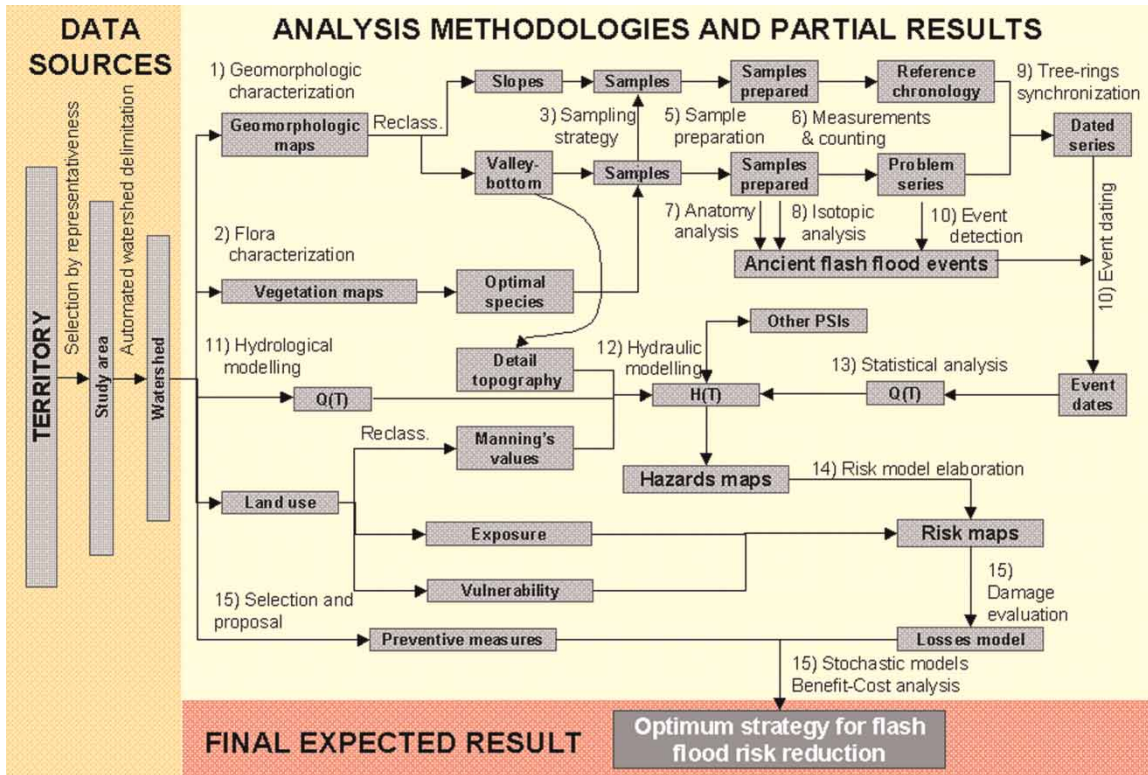 DATA
SOURCES
ANALYSIS METHODOLOGIES AND PARTIAL RESULTS
TERRITORY
Selection by representativeness
Study area
Automated watershed delimitation
Watershed
1) Geomorphologic
characterization
Geomorphologic
maps
Reclass.
Slopes
Samples
Samples
prepared
Reference
chronology
9) Tree-rings
synchronization
3) Sampling
strategy
5) Sample
preparation
6) Measurements
& counting
Dated
series
Valley-
bottom
Samples
Samples
prepared
Problem
series
7) Anatomy
analysis
8) Isotopic
analysis
10) Event
detection
10) Event dating
2) Flora
characterization
Ancient flash flood events
Vegetation maps
Optimal
species
Other PSIs
11) Hydrological
modelling
Detail
topography
12) Hydraulic
modelling
13) Statistical analysis
Q(T)
H(T)
Q(T)
Event
dates
Reclass.
Manning's
values
Hazards maps
14) Risk model elaboration
Land use
Exposure
Risk maps
Vulnerability
15)
Damage
evaluation
15) Selection and
proposal
Preventive measures
Losses model
15) Stochastic models
Benefit-Cost analysis
FINAL EXPECTED RESULT
Optimum strategy for flash
flood risk reduction